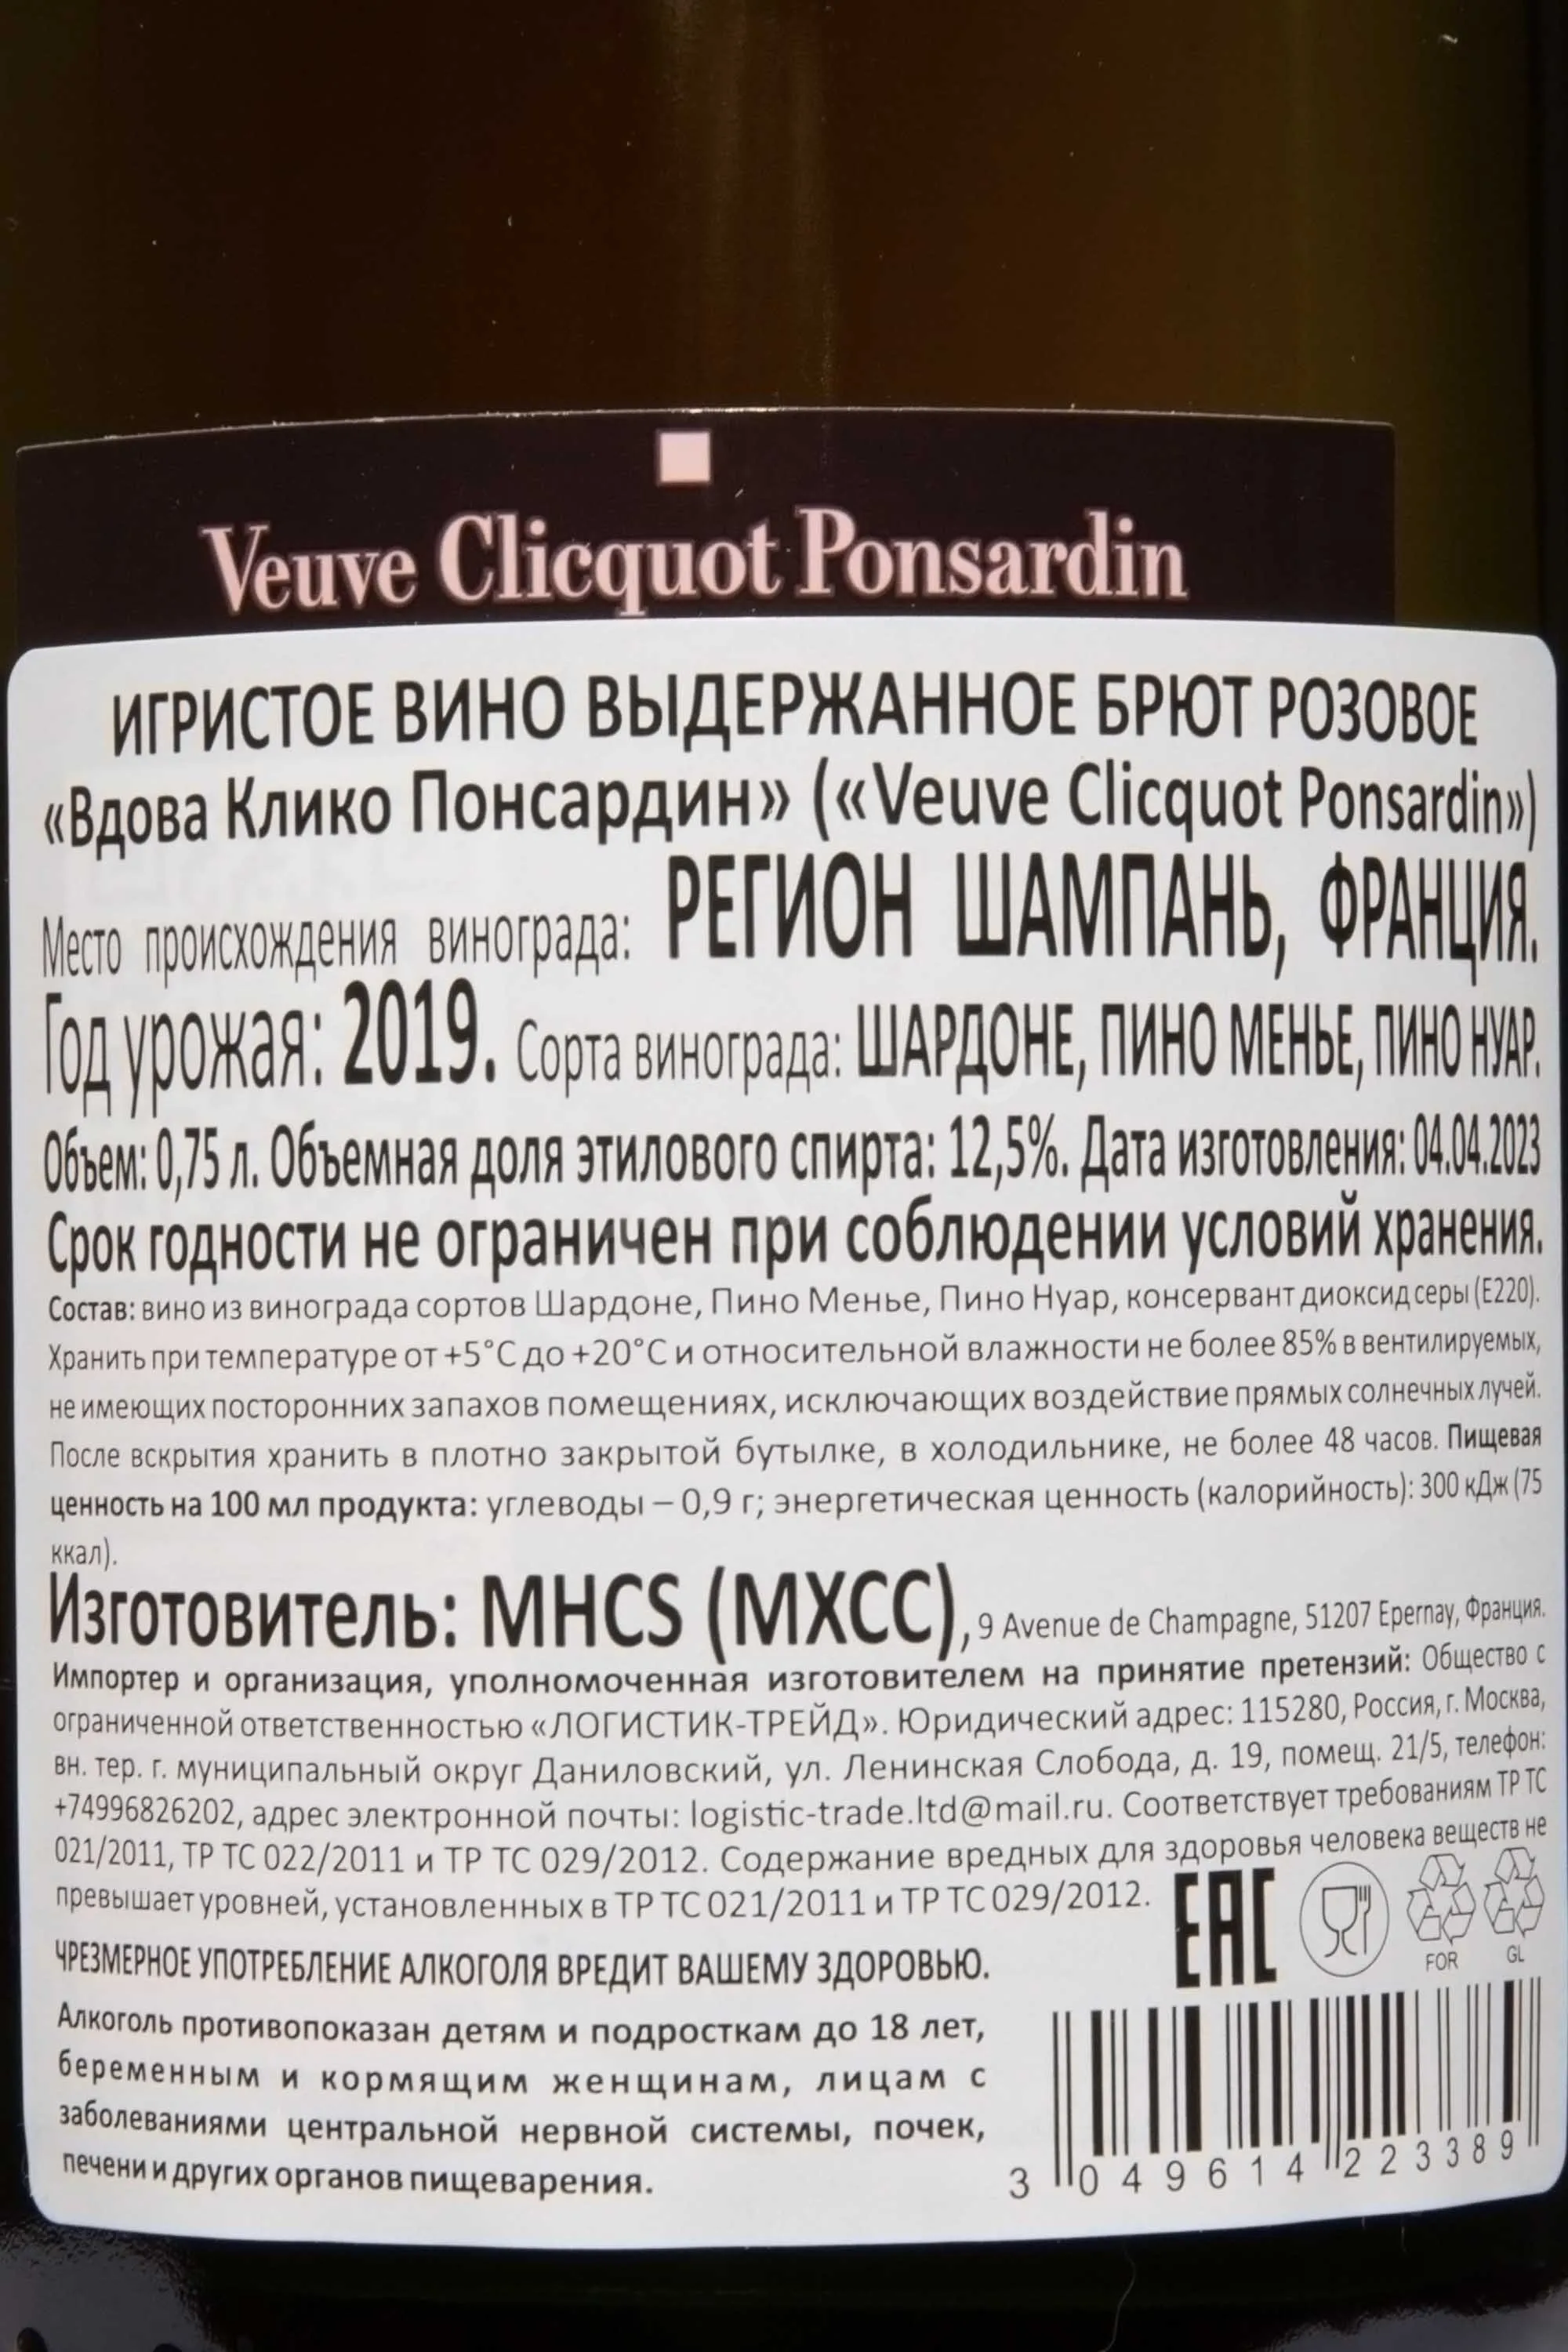 Veuve Clicquot Ponsardin
ИГРИСТОЕ ВИНО ВЫДЕРЖАННОЕ БРЮТ РОЗОВОЕ
«Вдова Клико Понсардин» («Veuve Clicquot Ponsardin»)
Место происхождения винограда: РЕГИОН ШАМПАНЬ, ФРАНЦИЯ.
Год урожая: 2019. Сорта винограда: ШАРДОНЕ, ПИНО МЕНЬЕ, ПИНО НУАР.
Объем: 0,75 л. Объемная доля этилового спирта: 12,5%. Дата изготовления: 04.04.2023
Срок годности не ограничен при соблюдении условий хранения.
Состав: вино из винограда сортов Шардоне, Пино Менье, Пино Нуар, консервант диоксид серы (Е220).
Хранить при температуре от +5°С до +20°С и относительной влажности не более 85% в вентилируемых,
не имеющих посторонних запахов помещениях, исключающих воздействие прямых солнечных лучей.
После вскрытия хранить в плотно закрытой бутылке, в холодильнике, не более 48 часов. Пищевая
ценность на 100 мл продукта: углеводы – 0,9 г; энергетическая ценность (калорийность): 300 кДж (75
ккал).
Изготовитель: MHCS (МХСС), 9 Avenue de Champagne, 51207 Epernay, Франция.
Импортер и организация, уполномоченная изготовителем на принятие претензий: Общество с
ограниченной ответственностью «ЛОГИСТИК-ТРЕЙД». Юридический адрес: 115280, Россия, г. Москва,
вн. тер. г. муниципальный округ Даниловский, ул. Ленинская Слобода, д. 19, помещ. 21/5, телефон:
+74996826202, адрес электронной почты: logistic-trade.ltd@mail.ru. Соответствует требованиям ТР ТС
021/2011, ТР ТС 022/2011 и ТР ТС 029/2012. Содержание вредных для здоровья человека веществ не
превышает уровней, установленных в ТР ТС 021/2011 и ТР ТС 029/2012.
EAC
FOR GL
ЧРЕЗМЕРНОЕ УПОТРЕБЛЕНИЕ АЛКОГОЛЯ ВРЕДИТ ВАШЕМУ ЗДОРОВЬЮ.
Алкоголь противопоказан детям и подросткам до 18 лет,
беременным и кормящим женщинам, лицам с
заболеваниями центральной нервной системы, почек,
печени и других органов пищеварения.
3 049614 223389